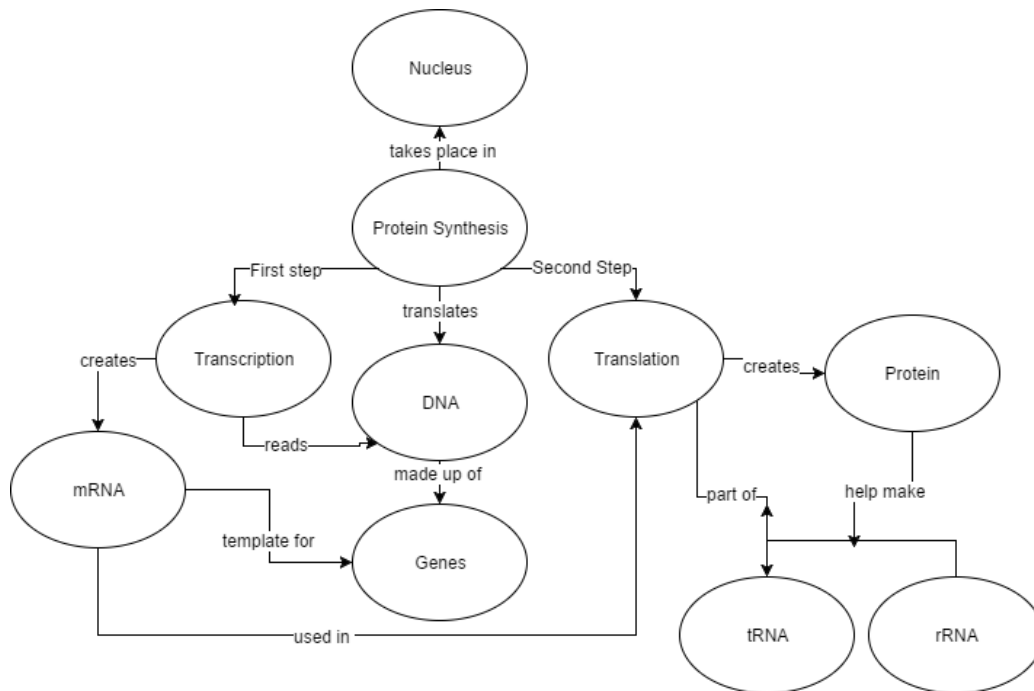 Nucleus
takes place in
Protein Synthesis
First step
Second Step
translates
creates
Transcription
Translation
creates
Protein
DNA
reads
made up of
mRNA
part of
help make
template for
Genes
used in
tRNA
rRNA